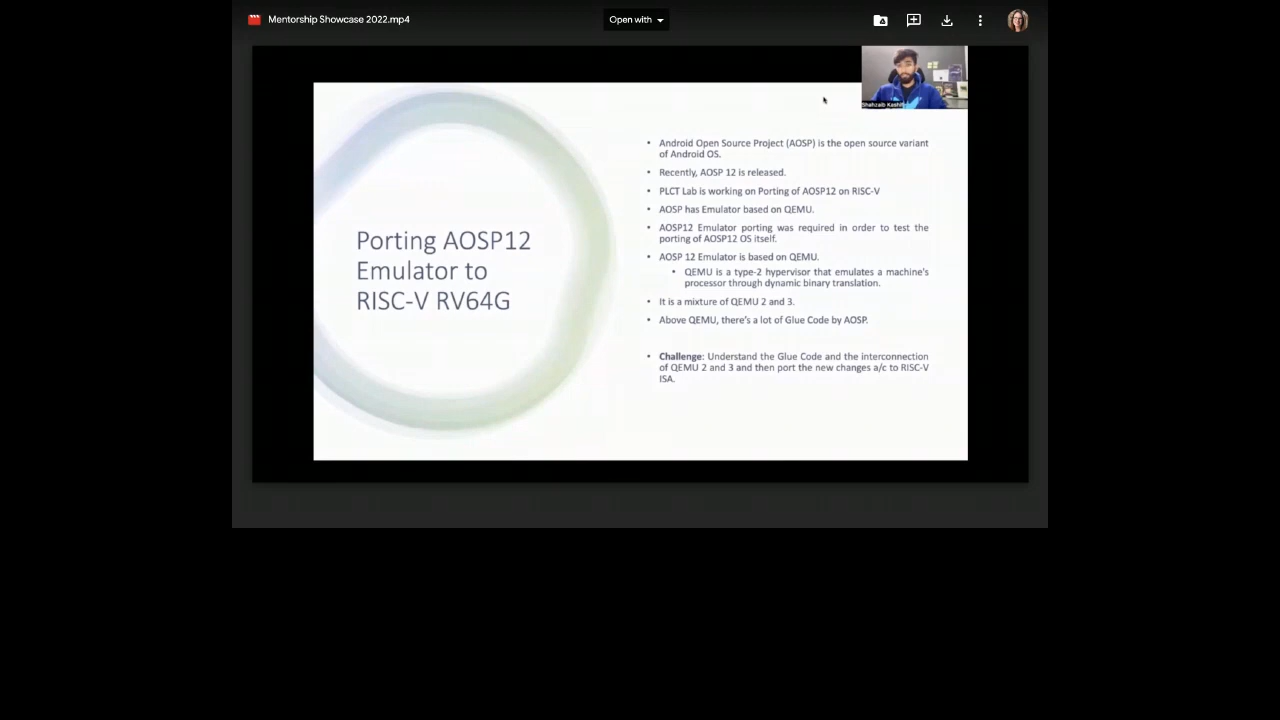 Mentorship Showcase 2022.mp4
Open with
Shahzaib Kashif
Porting AOSP12
Emulator to
RISC-V RV64G
• Android Open Source Project (AOSP) is the open source variant
of Android OS.
• Recently, AOSP 12 is released.
• PLCT Lab is working on Porting of AOSP12 on RISC-V
• AOSP has Emulator based on QEMU.
• AOSP12 Emulator porting was required in order to test the
porting of AOSP12 OS itself.
• AOSP 12 Emulator is based on QEMU.
• QEMU is a type-2 hypervisor that emulates a machine's
processor through dynamic binary translation.
• It is a mixture of QEMU 2 and 3.
• Above QEMU, there's a lot of Glue Code by AOSP.
• Challenge: Understand the Glue Code and the interconnection
of QEMU 2 and 3 and then port the new changes a/c to RISC-V
ISA.